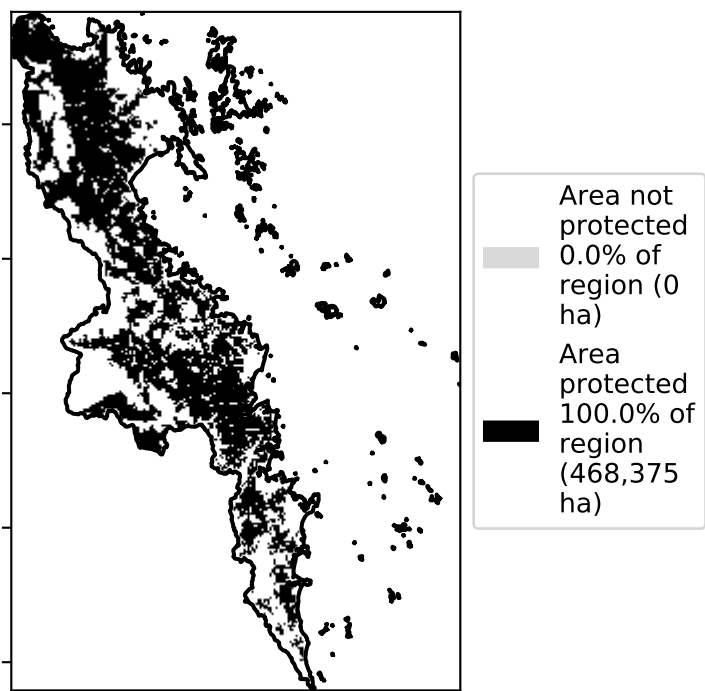 Area not
protected
0.0% of
region (0
ha)
Area
protected
100.0% of
region
(468,375
ha)